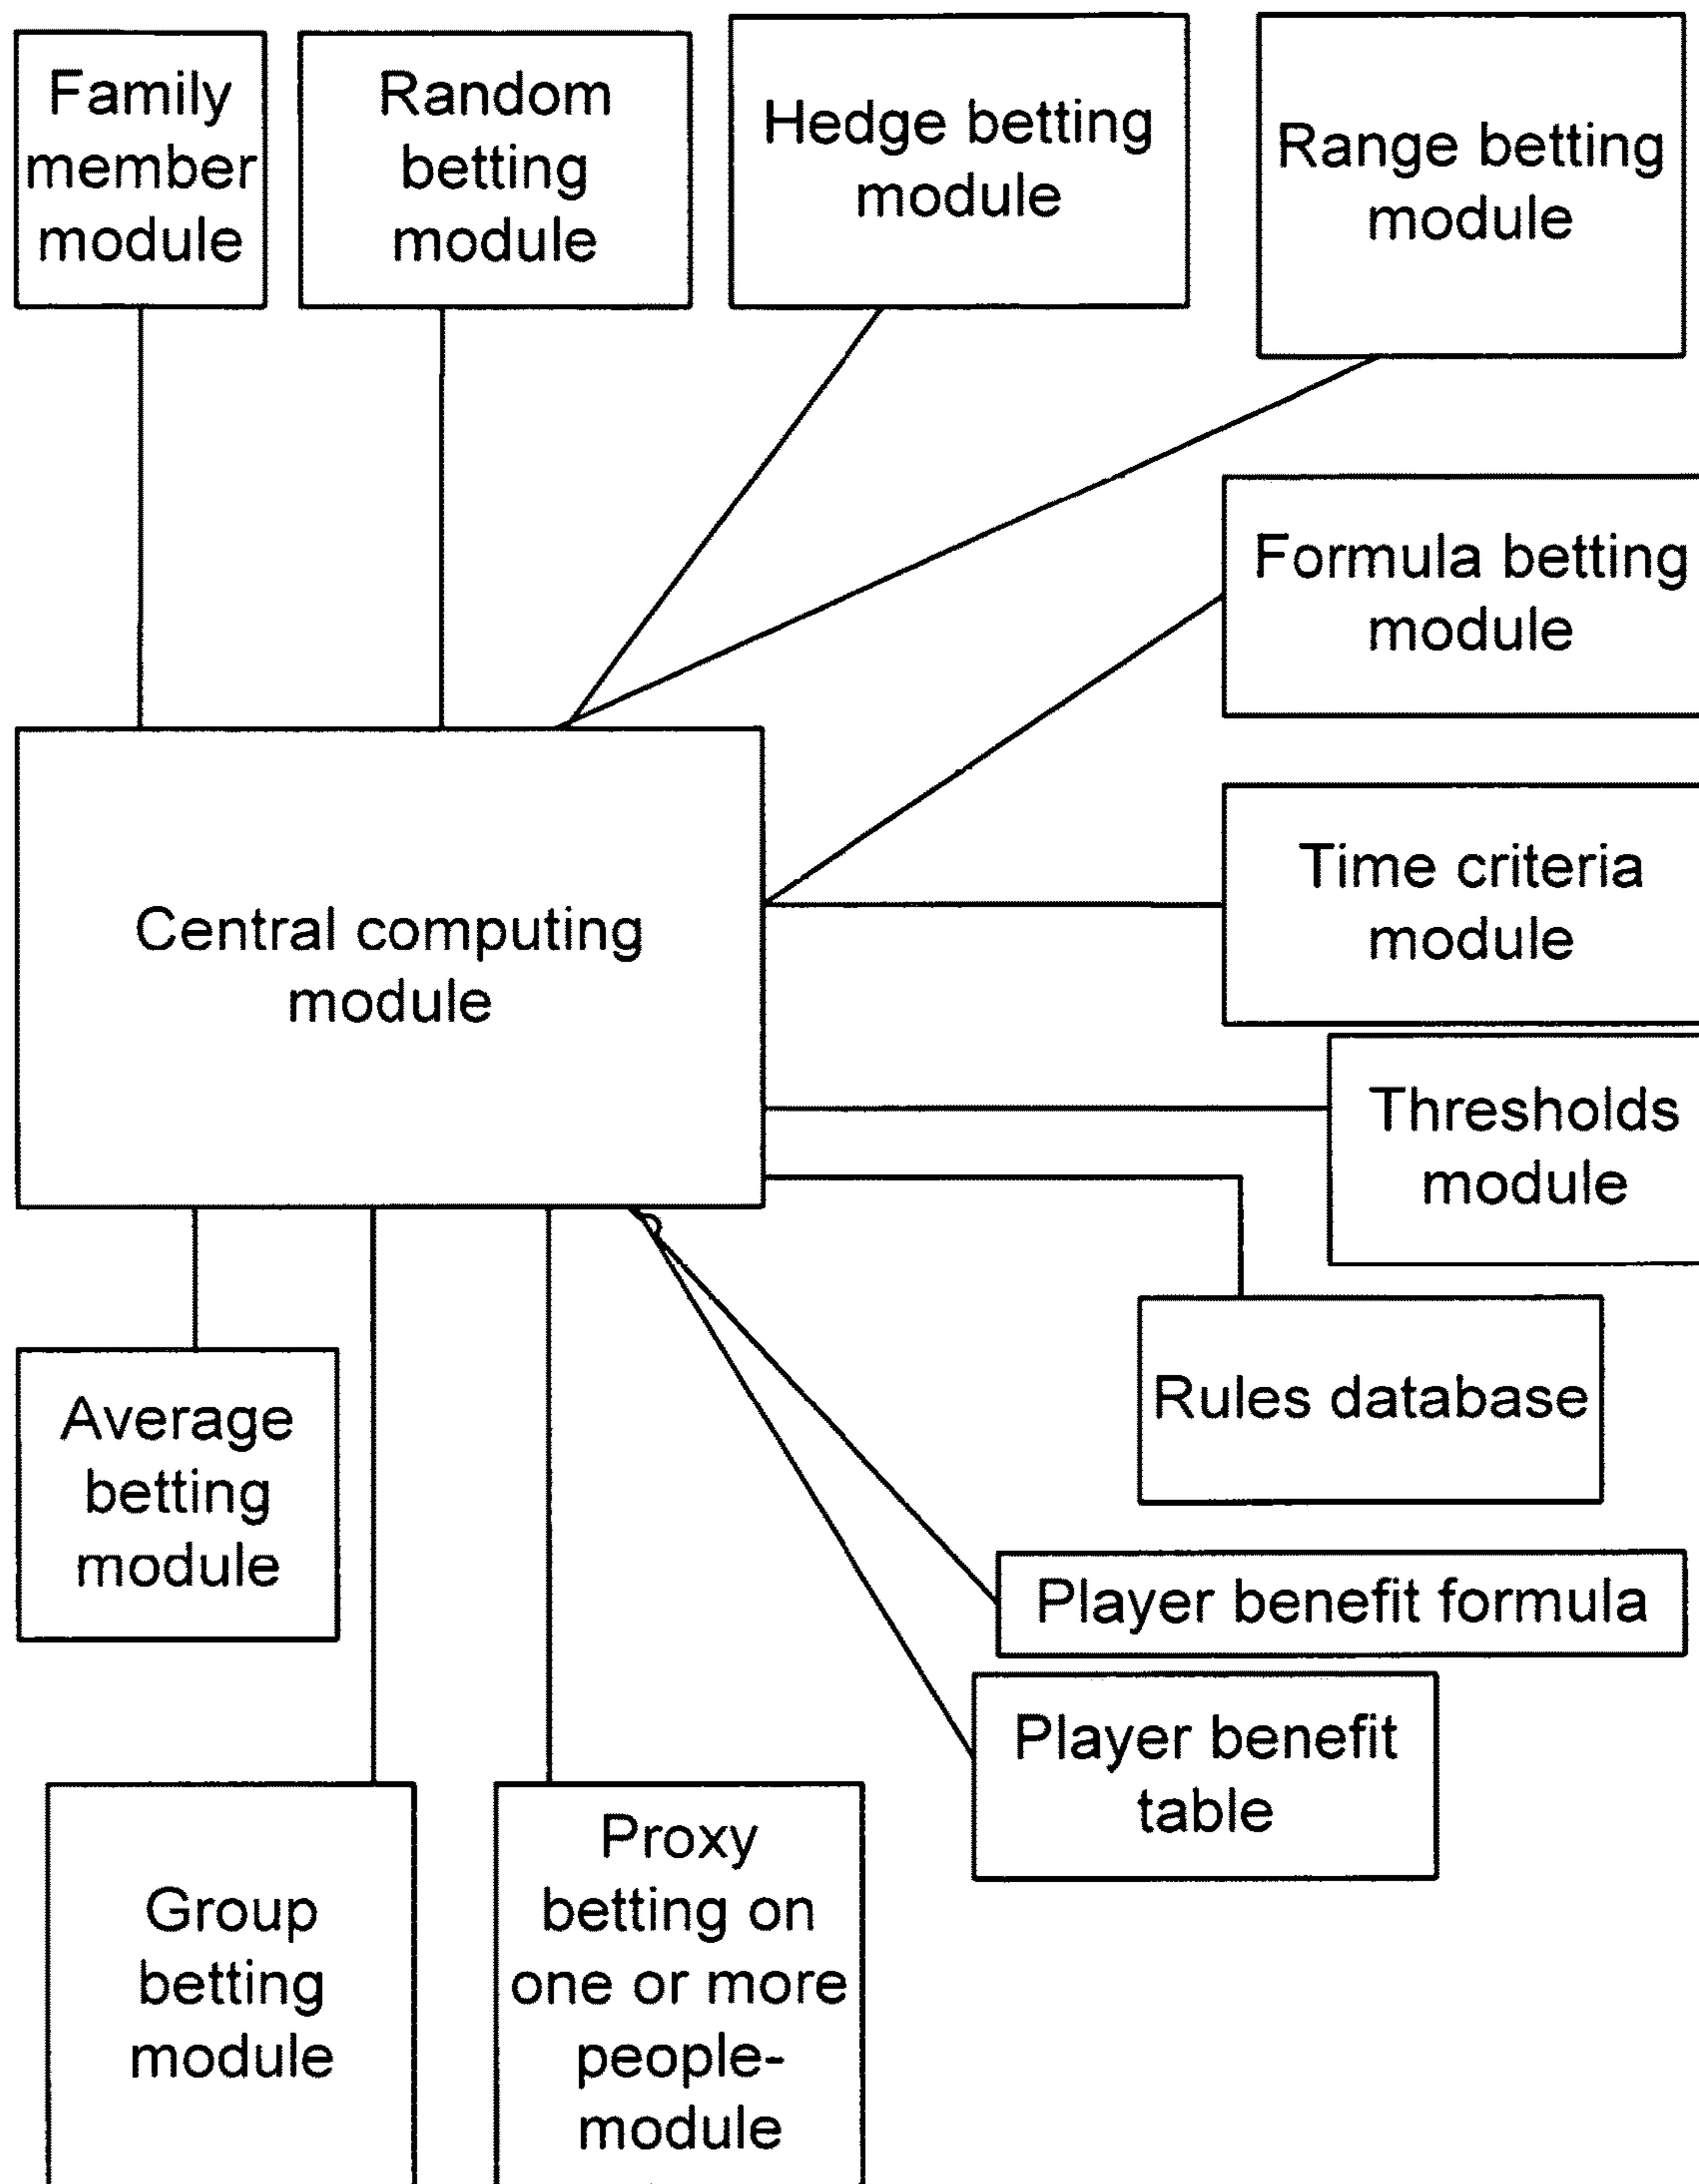 Family
member
module
Random
betting
module
Hedge betting
module
Range betting
module
Formula betting
module
Time criteria
module
Central computing
module
Thresholds
module
Rules database
Average
betting
module
Player benefit formula
Player benefit
table
Group
betting
module
Proxy
betting on
one or more
people-
module